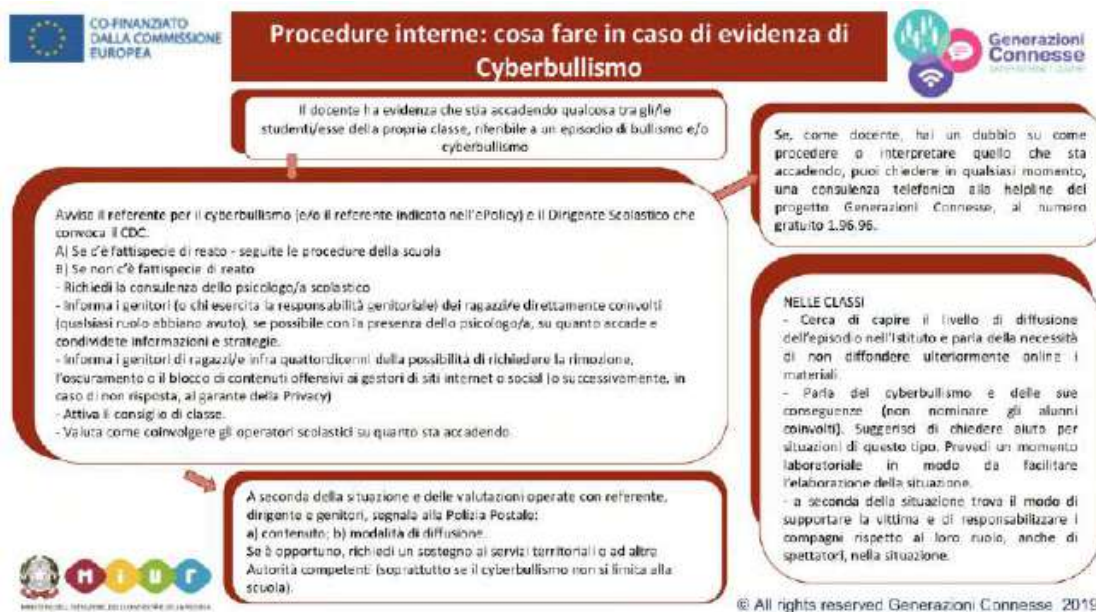 CO-FINANZIATO
DALLA COMMISSIONE
EUROPEA
Procedure interne: cosa fare in caso di evidenza di
Cyberbullismo
Generazioni
Connesse
Il docente ha evidenza che stia accadendo qualcosa tra gli/le
studenti/esse della propria classe, riferibile a un episodio di bullismo e/o
cyberbullismo
Se, come docente, hai un dubbio su come
procedere o interpretare quello che sta
accadendo, puoi chiedere in qualsiasi momento,
una consulenza telefonica alla helpline del
progetto Generazioni Connesse, al numero
gratuito 1.96.96.
Avvisa il referente per il cyberbullismo (e/o il referente indicato nell'ePolicy) e il Dirigente Scolastico che
convoca il CDC.
A) Se c'è fattispecie di reato - seguite le procedure della scuola
B) Se non c'è fattispecie di reato
- Richiedi la consulenza dello psicologo/a scolastico
- Informa i genitori (o chi esercita la responsabilità genitoriale) dei ragazzi/e direttamente coinvolti
(qualsiasi ruolo abbiano avuto), se possibile con la presenza dello psicologo/a, su quanto accade e
condividete informazioni e strategie.
- Informa i genitori di ragazzi/e infra quattordicenni della possibilità di richiedere la rimozione,
l'oscuramento o il blocco di contenuti offensivi ai gestori di siti internet o social (o successivamente, in
caso di non risposta, al garante della Privacy)
- Attiva il consiglio di classe.
- Valuta come coinvolgere gli operatori scolastici su quanto sta accadendo.
NELLE CLASSI
- Cerca di capire il livello di diffusione
dell'episodio nell'Istituto e parla della necessità
di non diffondere ulteriormente online i
materiali.
- Parla del cyberbullismo e delle sue
conseguenze (non nominare gli alunni
coinvolti). Suggerisci di chiedere aiuto per
situazioni di questo tipo. Prevedi un momento
laboratoriale in modo da facilitare
l'elaborazione della situazione.
- a seconda della situazione trova il modo di
supportare la vittima e di responsabilizzare i
compagni rispetto al loro ruolo, anche di
spettatori, nella situazione.
A seconda della situazione e delle valutazioni operate con referente,
dirigente e genitori, segnala alla Polizia Postale:
a) contenuto; b) modalità di diffusione.
Se è opportuno, richiedi un sostegno ai servizi territoriali o ad altre
Autorità competenti (soprattutto se il cyberbullismo non si limita alla
scuola).
MIUR
© All rights reserved Generazioni Connesse 2019